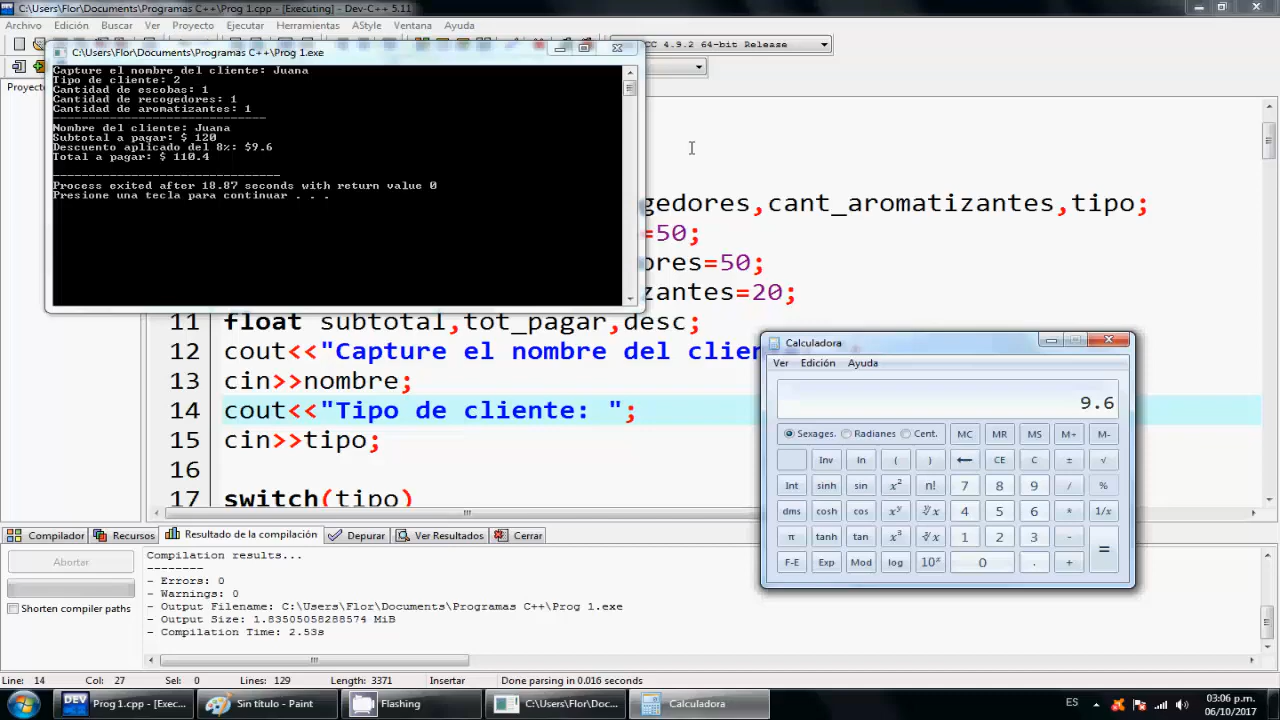 C:\Users\Flor\Documents\Programas C++\Prog 1.cpp - [Executing] - Dev-C++ 5.11
Archivo Edición Buscar Ver Proyecto Ejecutar Herramientas AStyle Ventana Ayuda
C:\Users\Flor\Documents\Programas C++\Prog 1.exe
CC 4.9.2 64-bit Release
Proyec
Capture el nombre del cliente: Juana
Tipo de cliente: 2
Cantidad de escobas: 1
Cantidad de recogedores: 1
Cantidad de aromatizantes: 1
------------------------------
Nombre del cliente: Juana
Subtotal a pagar: $ 120
Descuento aplicado del 8%: $9.6
Total a pagar: $ 110.4
--------------------------------
Process exited after 18.87 seconds with return value 0
Presione una tecla para continuar . . .
gedores,cant_aromatizantes,tipo;
=50;
ores=50;
izantes=20;
11 float subtotal,tot_pagar,desc;
12 cout<<"Capture el nombre del clien
13 cin>>nombre;
14 cout<<"Tipo de cliente: ";
15 cin>>tipo;
16
17 switch(tipo)
Calculadora
Ver Edición Ayuda
9.6
Sexages. Radianes Cent. MC MR MS M+ M-
Inv ln ( ) ← CE C ± √
Int sinh sin x² n! 7 8 9 / %
dms cosh cos xʸ ʸ√x 4 5 6 * 1/x
π tanh tan x³ ³√x 1 2 3 - =
F-E Exp Mod log 10ˣ 0 . +
Compilador Recursos Resultado de la compilación Depurar Ver Resultados Cerrar
Abortar
Shorten compiler paths
Compilation results...
--------
- Errors: 0
- Warnings: 0
- Output Filename: C:\Users\Flor\Documents\Programas C++\Prog 1.exe
- Output Size: 1.83505058288574 MiB
- Compilation Time: 2.53s
Line: 14 Col: 27 Sel: 0 Lines: 129 Length: 3371 Insertar Done parsing in 0.016 seconds
DEV Prog 1.cpp - [Exec... Sin título - Paint Flashing C:\Users\Flor\Doc... Calculadora ES 03:06 p.m.
06/10/2017